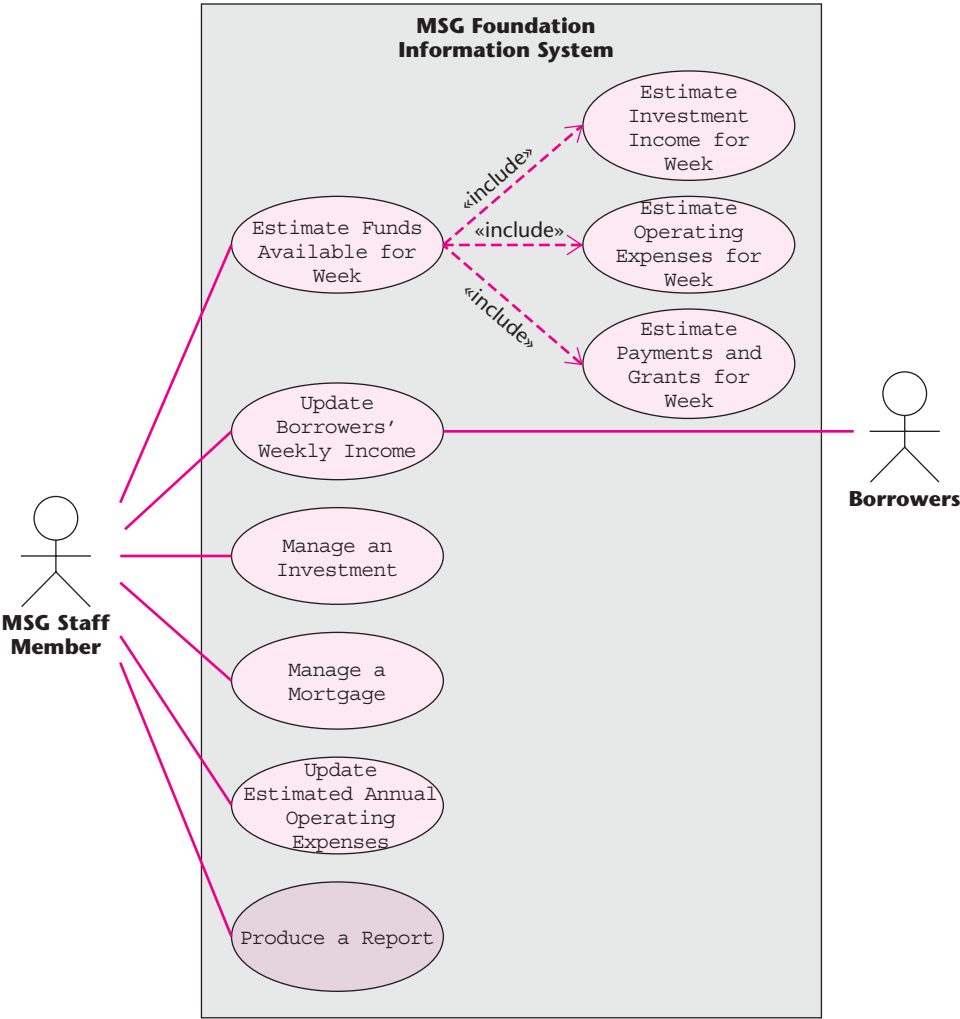 MSG Foundation
Information System
Estimate
Investment
Income for
Week
«include»
Estimate Funds
Available for
Week
«include»
Estimate
Operating
Expenses for
Week
«include»
Estimate
Payments and
Grants for
Week
Update
Borrowers’
Weekly Income
Borrowers
Manage an
Investment
MSG Staff
Member
Manage a
Mortgage
Update
Estimated Annual
Operating
Expenses
Produce a Report